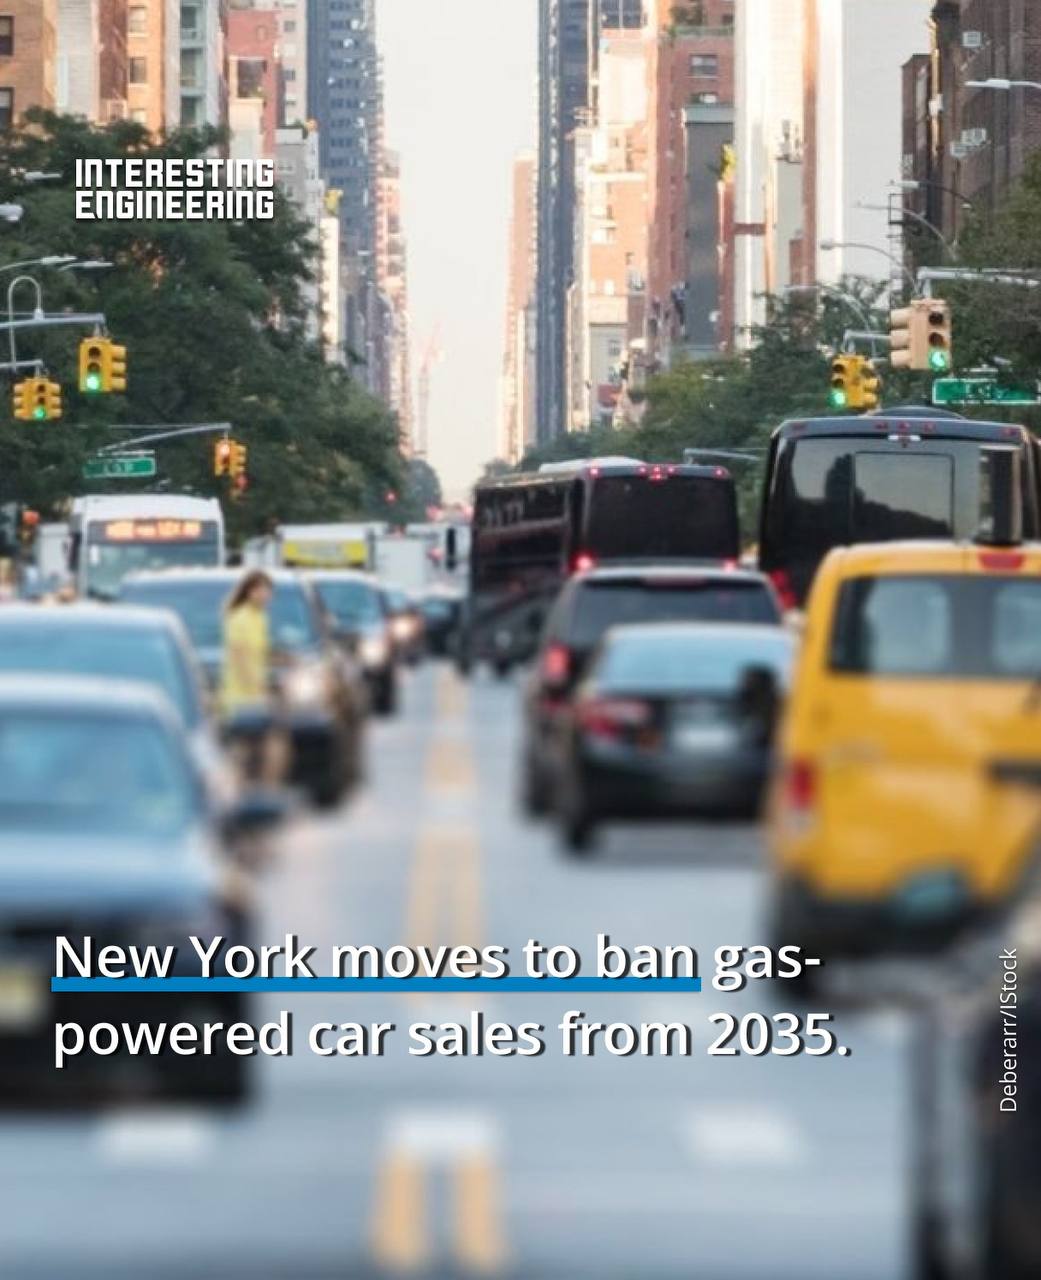 INTERESTING
ENGINEERING
New York moves to ban gas-
powered car sales from 2035.
Deberarr/IStock